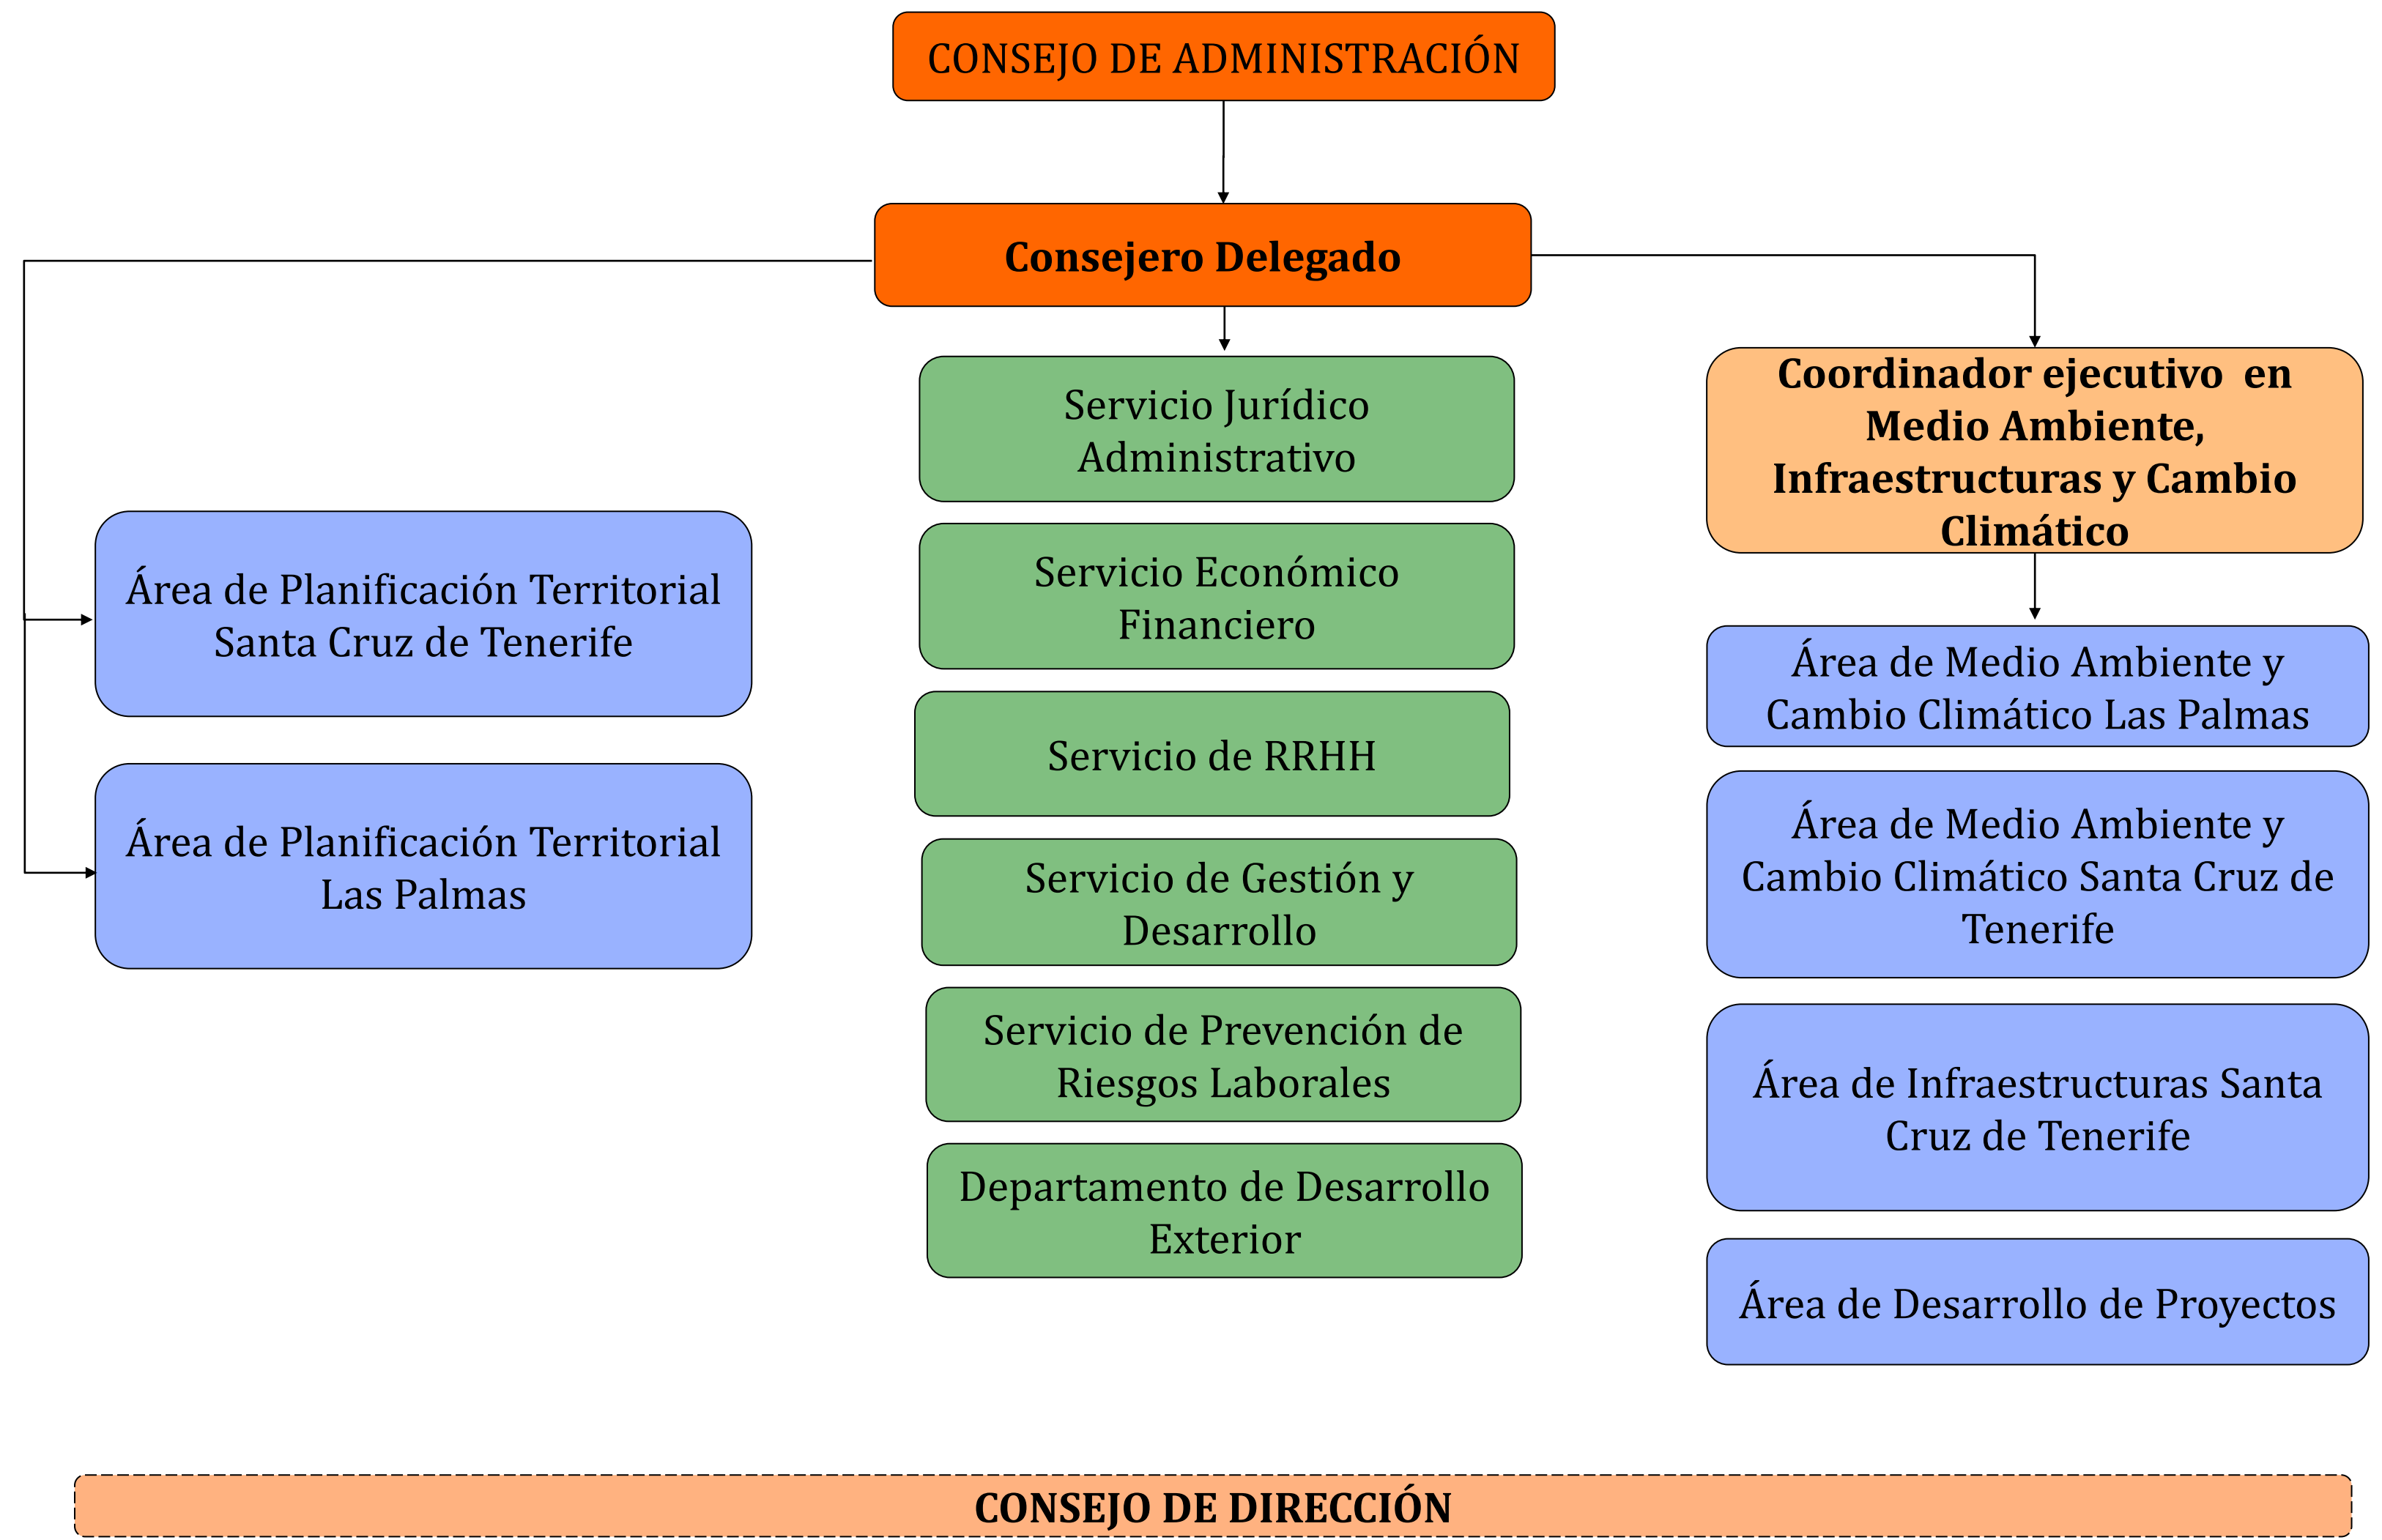 CONSEJO DE ADMINISTRACIÓN
Consejero Delegado
Área de Planificación Territorial
Santa Cruz de Tenerife
Área de Planificación Territorial
Las Palmas
Servicio Jurídico
Administrativo
Servicio Económico
Financiero
Servicio de RRHH
Servicio de Gestión y
Desarrollo
Servicio de Prevención de
Riesgos Laborales
Departamento de Desarrollo
Exterior
Coordinador ejecutivo en
Medio Ambiente,
Infraestructuras y Cambio
Climático
Área de Medio Ambiente y
Cambio Climático Las Palmas
Área de Medio Ambiente y
Cambio Climático Santa Cruz de
Tenerife
Área de Infraestructuras Santa
Cruz de Tenerife
Área de Desarrollo de Proyectos
CONSEJO DE DIRECCIÓN